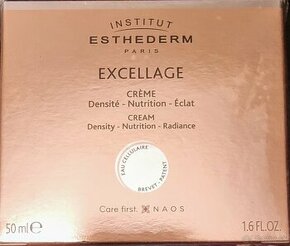 INSTITUT
ESTHEDERM
PARIS
EXCELLAGE
CRÈME
Densité - Nutrition - Éclat
CREAM
Density - Nutrition - Radiance
EAU CELLULAIRE
BREVET - PATENT
Care first. NAOS
50 ml ℮ 1.6 FL.OZ.